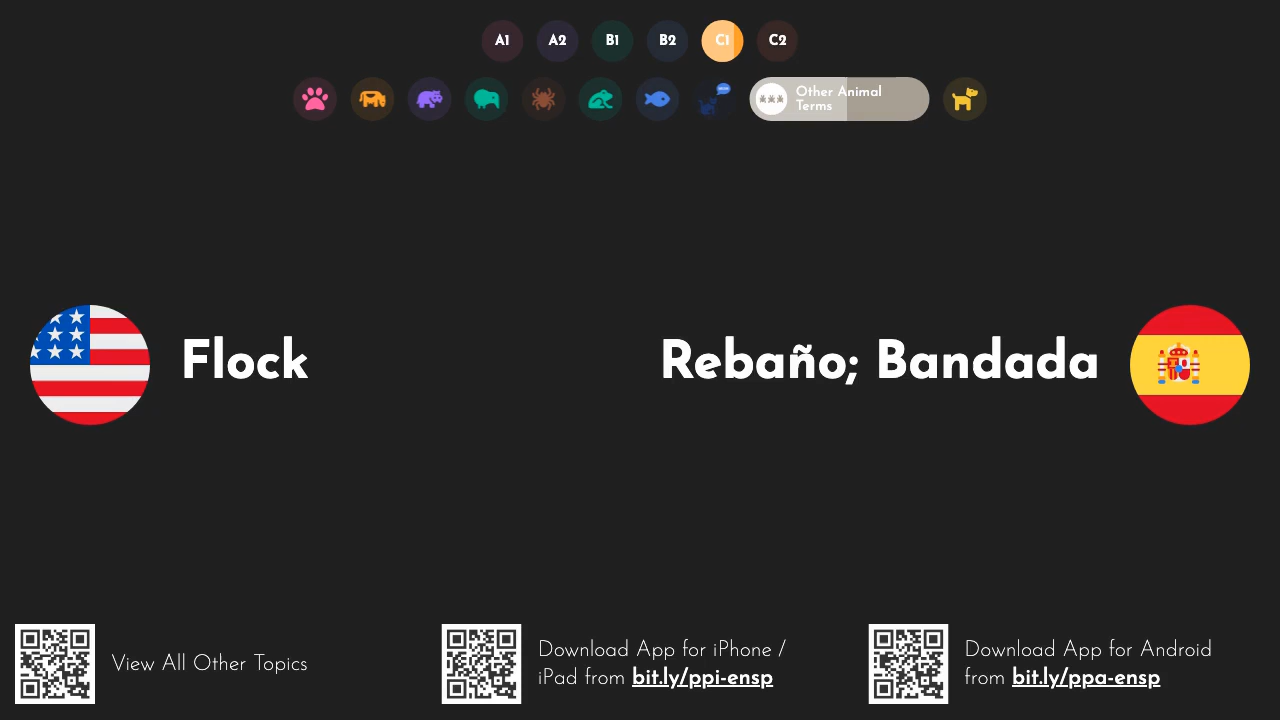 A1 A2 B1 B2 C1 C2
Other Animal
Terms
Flock
Rebaño; Bandada
View All Other Topics
Download App for iPhone /
iPad from bit.ly/ppi-ensp
Download App for Android
from bit.ly/ppa-ensp